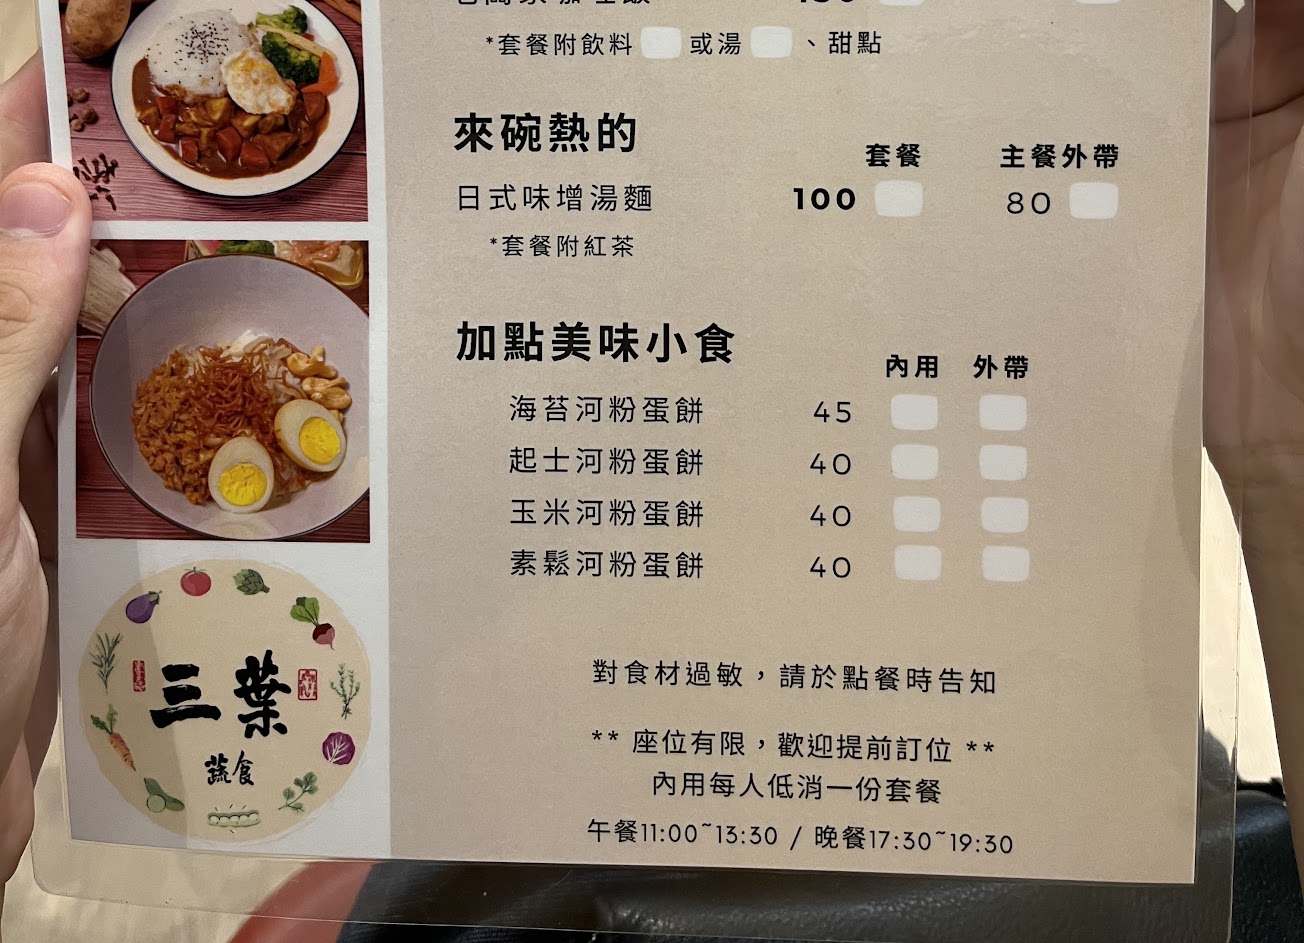 *套餐附飲料 或湯 、甜點
來碗熱的
套餐 主餐外帶
日式味增湯麵 100 80
*套餐附紅茶
加點美味小食
內用 外帶
海苔河粉蛋餅 45
起士河粉蛋餅 40
玉米河粉蛋餅 40
素鬆河粉蛋餅 40
三葉
蔬食
對食材過敏，請於點餐時告知
** 座位有限，歡迎提前訂位 **
內用每人低消一份套餐
午餐11:00~13:30 / 晚餐17:30~19:30